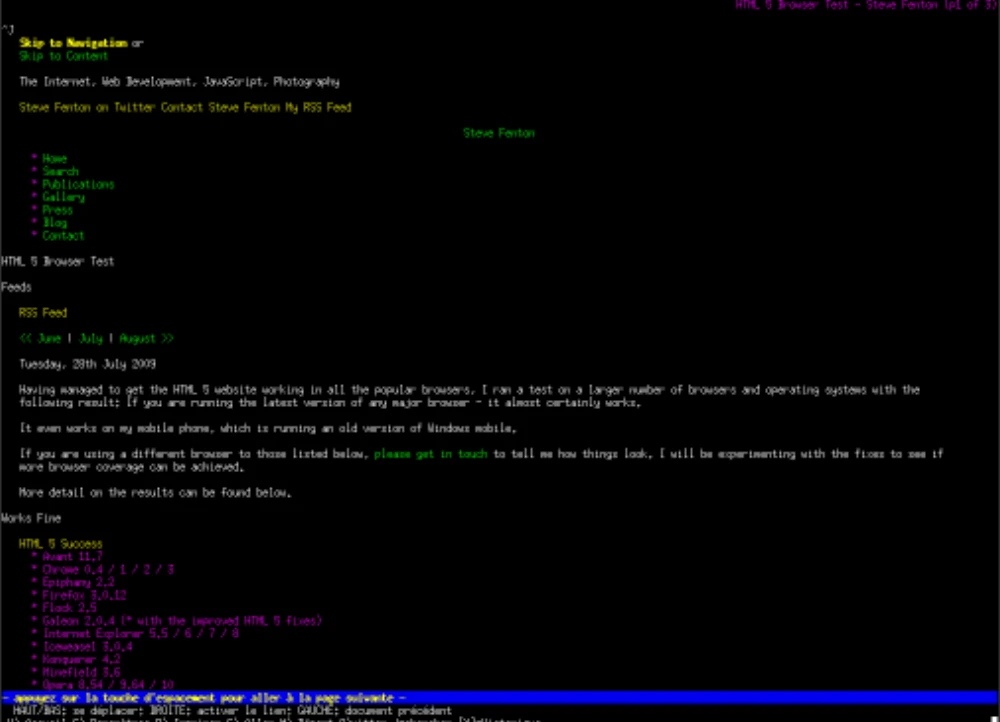 HTML 5 Browser Test - Steve Fenton (p1 of 3)
^J
Skip to Navigation or
Skip to Content
The Internet, Web Development, JavaScript, Photography
Steve Fenton on Twitter Contact Steve Fenton My RSS Feed
Steve Fenton
* Home
* Search
* Publications
* Gallery
* Press
* Blog
* Contact
HTML 5 Browser Test
Feeds
RSS Feed
<< June | July | August >>
Tuesday, 28th July 2009
Having managed to get the HTML 5 website working in all the popular browsers, I ran a test on a larger number of browsers and operating systems with the
following result: If you are running the latest version of any major browser - it almost certainly works.
It even works on my mobile phone, which is running an old version of Windows mobile.
If you are using a different browser to those listed below, please get in touch to tell me how things look. I will be experimenting with the fixes to see if
more browser coverage can be achieved.
More detail on the results can be found below.
Works Fine
HTML 5 Success
* Avant 11.7
* Chrome 0.4 / 1 / 2 / 3
* Epiphany 2.2
* Firefox 3.0.12
* Flock 2.5
* Galeon 2.0.4 (* with the improved HTML 5 fixes)
* Internet Explorer 5.5 / 6 / 7 / 8
* Iceweasel 3.0.4
* Konqueror 4.2
* Minefield 3.6
* Opera 8.54 / 9.64 / 10
- appuyez sur la touche d'espacement pour aller à la page suivante -
HAUT/BAS: se déplacer; DROITE: activer le lien; GAUCHE: document précédent